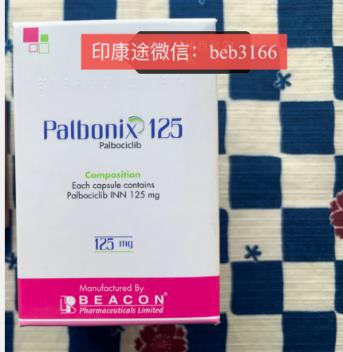 印康途微信：bcb3166
Palbonix 125
Palbociclib
Composition
Each capsule contains
Palbociclib INN 125 mg
125 mg
Manufactured By
BEACON®
Pharmaceuticals Limited